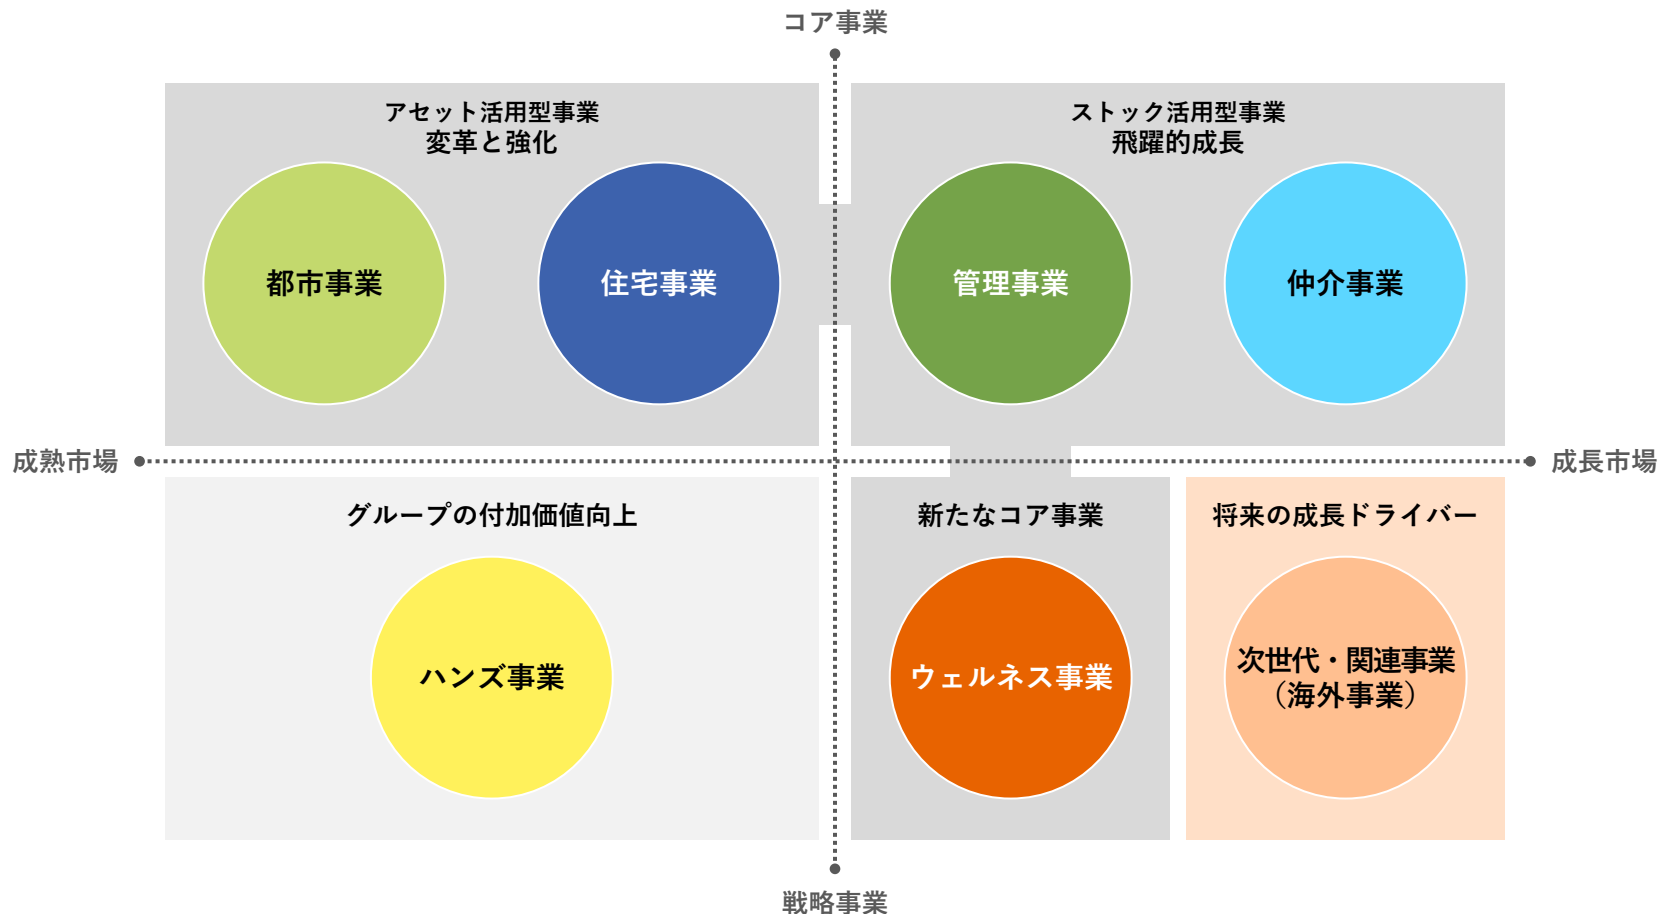 コア事業
アセット活用型事業
変革と強化
ストック活用型事業
飛躍的成長
都市事業
住宅事業
管理事業
仲介事業
成熟市場
成長市場
グループの付加価値向上
新たなコア事業
将来の成長ドライバー
ハンズ事業
ウェルネス事業
次世代・関連事業
（海外事業）
戦略事業